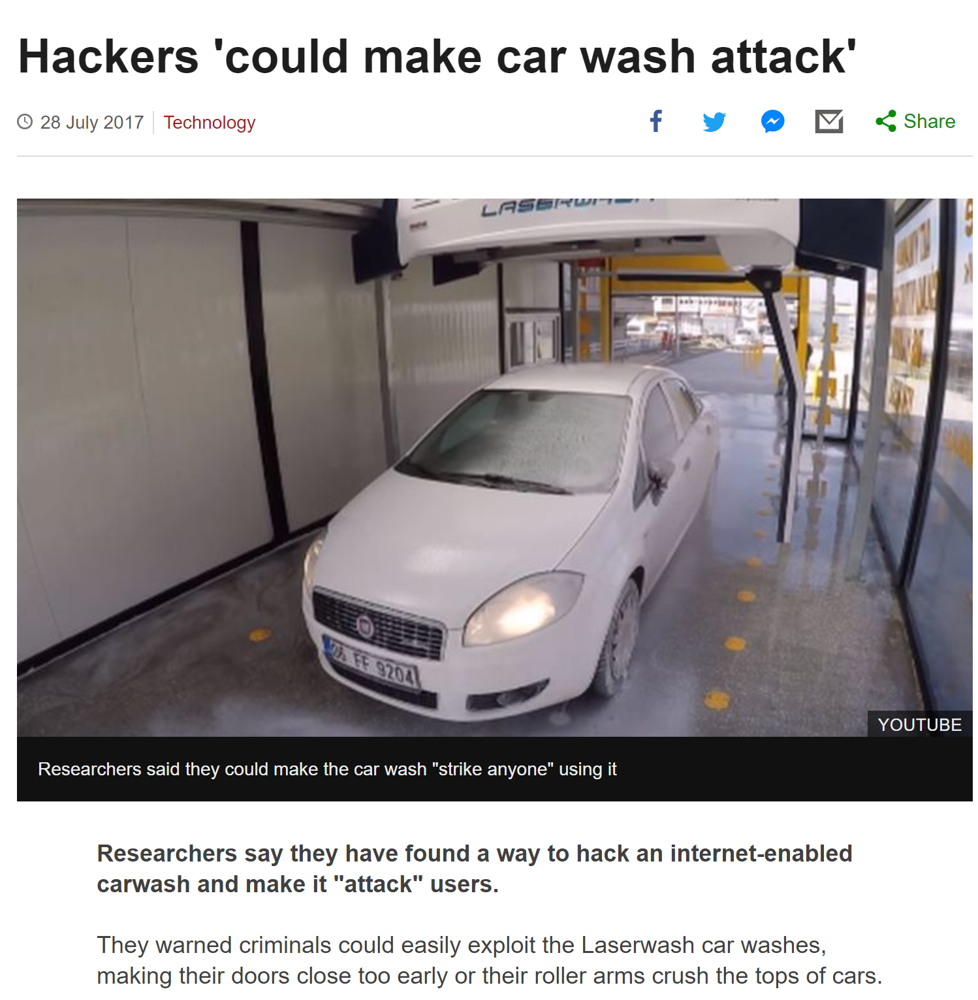 Hackers 'could make car wash attack'
28 July 2017
Technology
Share
LASERWASH
06 FF 9204
YOUTUBE
Researchers said they could make the car wash "strike anyone" using it
Researchers say they have found a way to hack an internet-enabled
carwash and make it "attack" users.
They warned criminals could easily exploit the Laserwash car washes,
making their doors close too early or their roller arms crush the tops of cars.